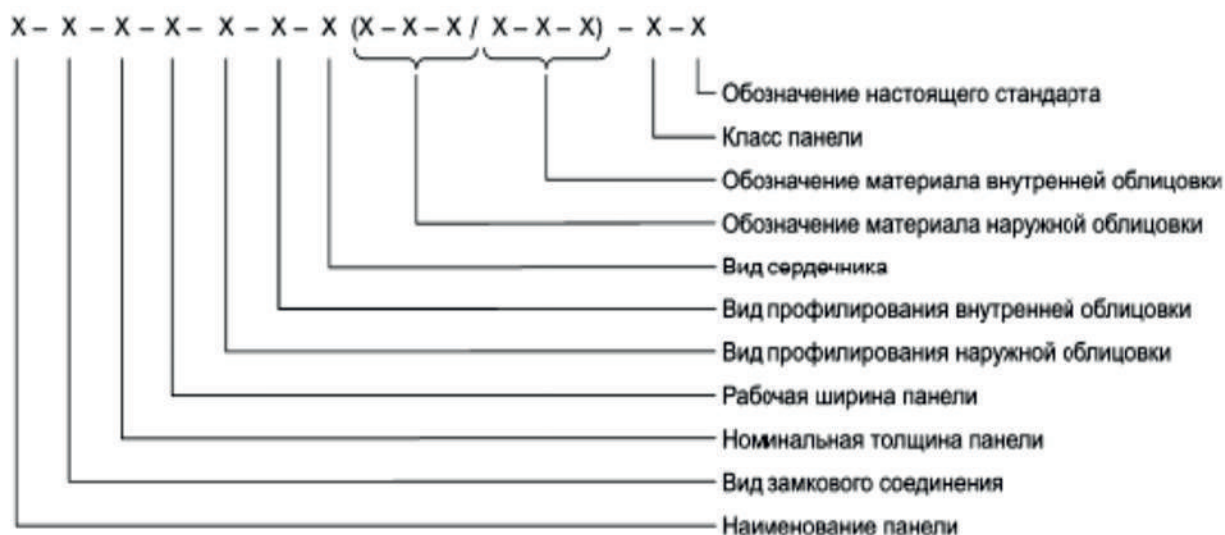 X – X – X – X – X – X – X (X – X – X / X – X – X) – X – X
Обозначение настоящего стандарта
Класс панели
Обозначение материала внутренней облицовки
Обозначение материала наружной облицовки
Вид сердечника
Вид профилирования внутренней облицовки
Вид профилирования наружной облицовки
Рабочая ширина панели
Номинальная толщина панели
Вид замкового соединения
Наименование панели